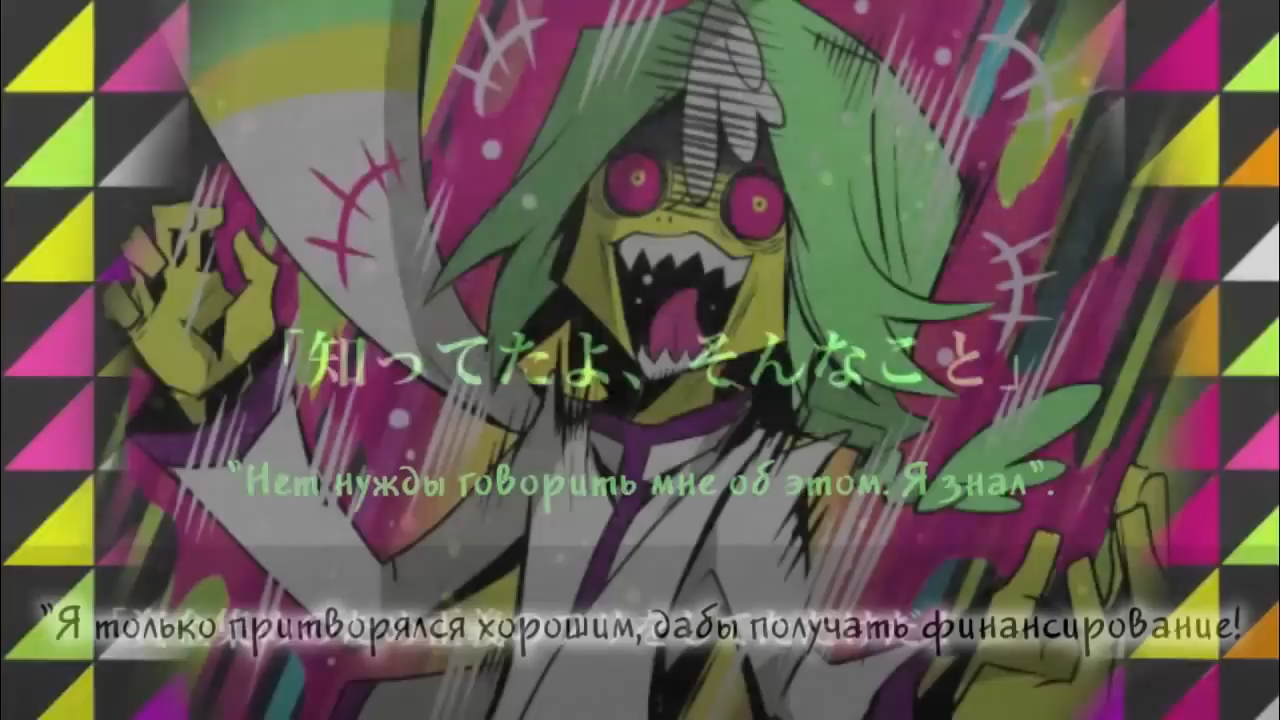 「知ってたよ、そんなこと」
"Нет нужды говорить мне об этом. Я знал".
"Я только притворялся хорошим, дабы получать финансирование!